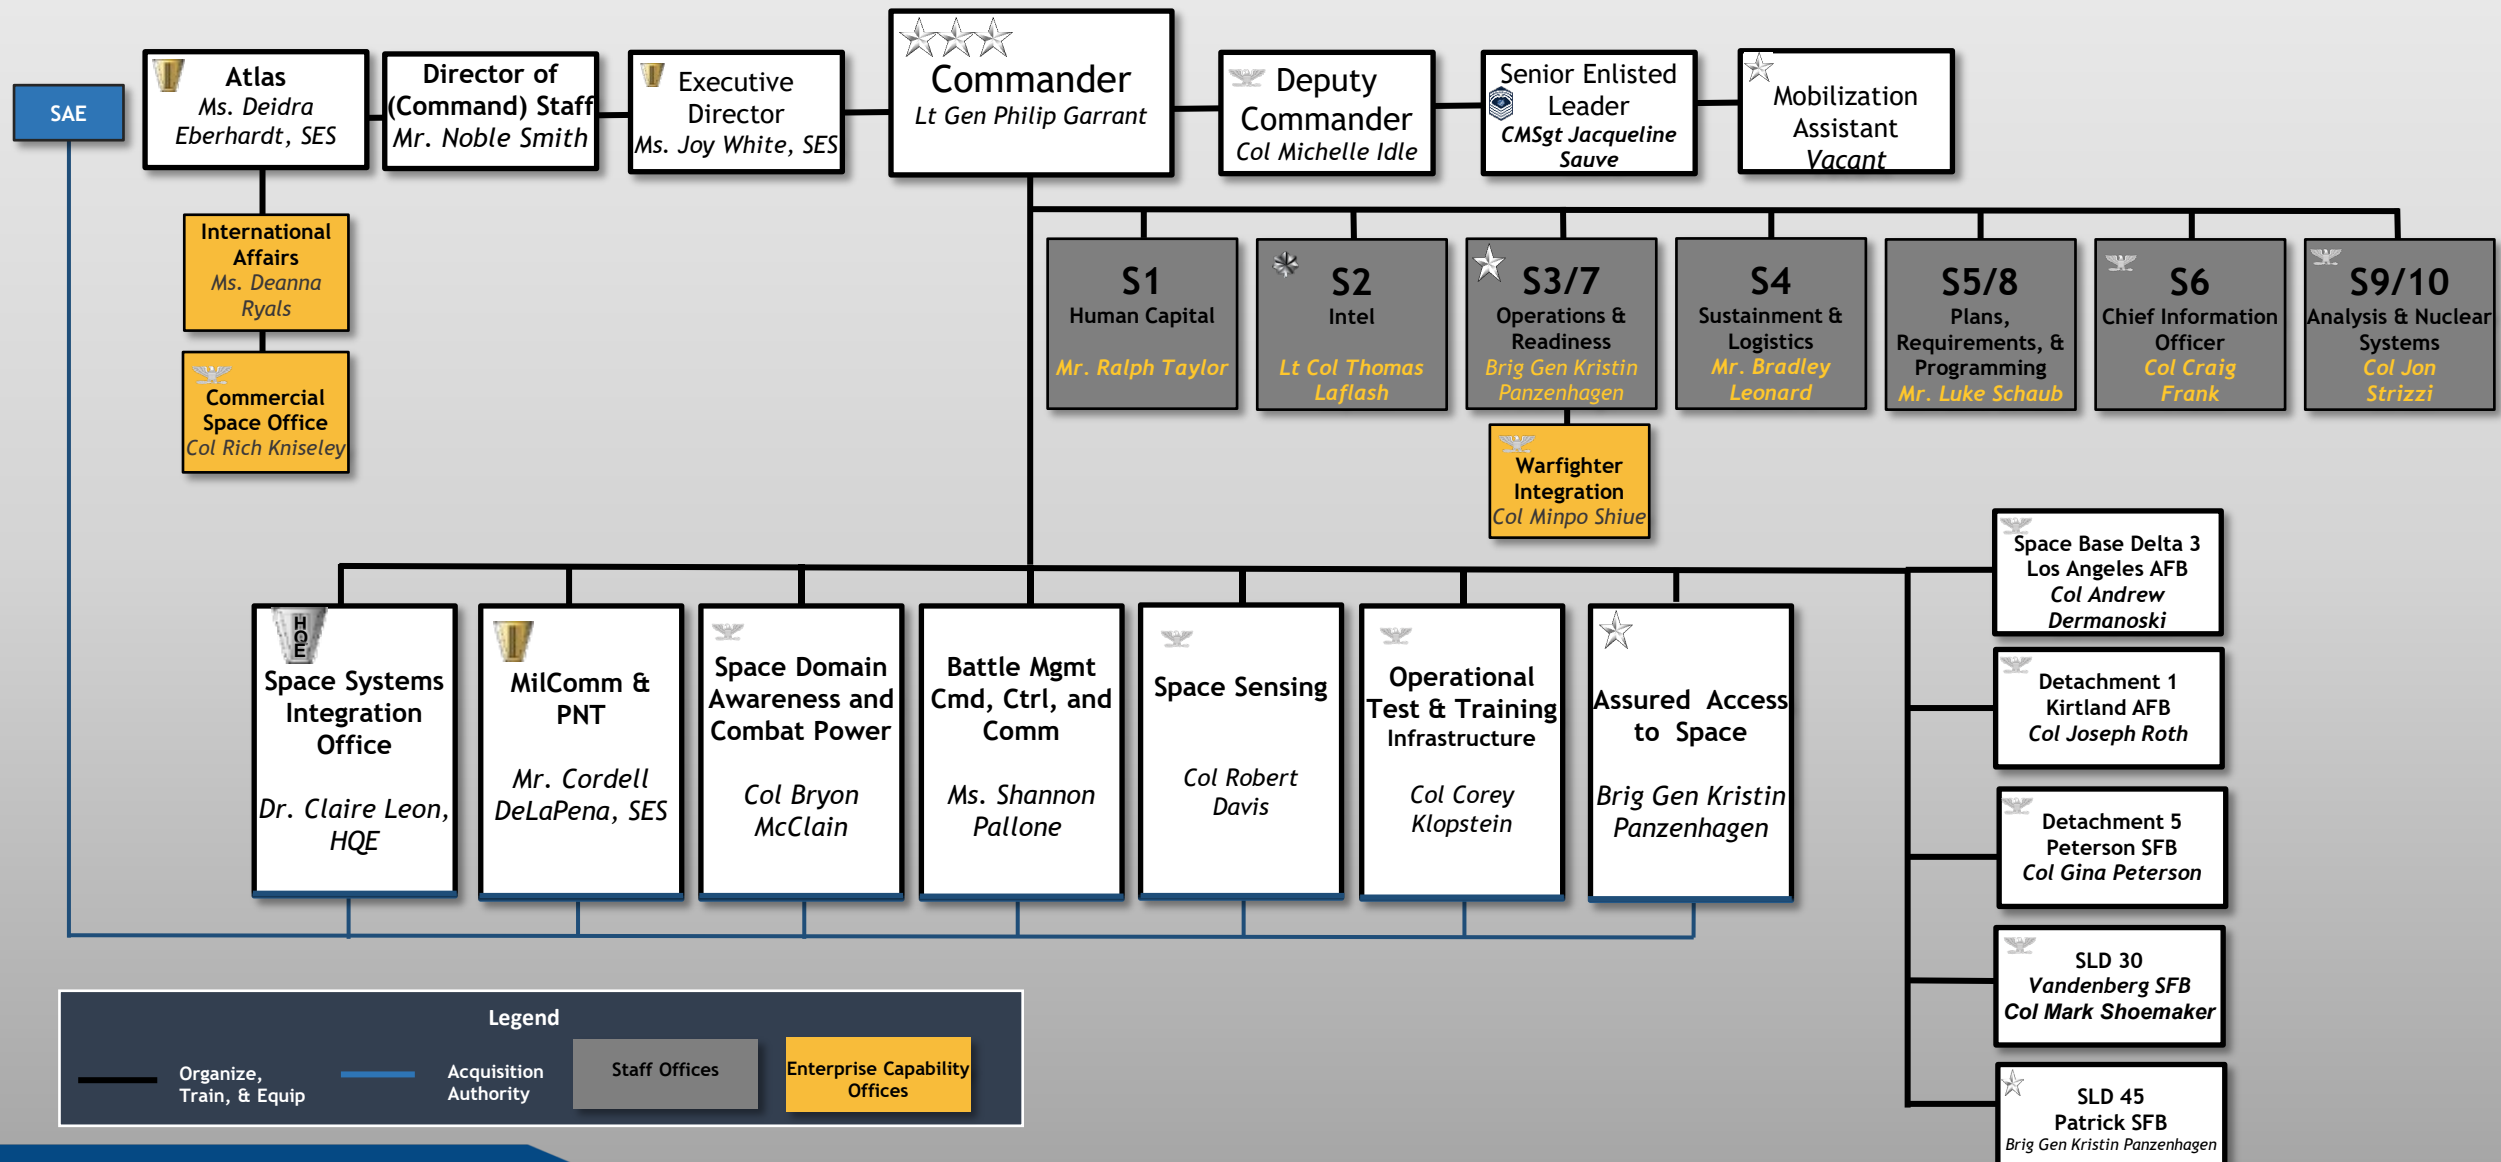 SAE
Atlas
Ms. Deidra
Eberhardt, SES
Director of
(Command) Staff
Mr. Noble Smith
Executive
Director
Ms. Joy White, SES
Commander
Lt Gen Philip Garrant
Deputy
Commander
Col Michelle Idle
Senior Enlisted
Leader
CMSgt Jacqueline
Sauve
Mobilization
Assistant
Vacant
International
Affairs
Ms. Deanna
Ryals
Commercial
Space Office
Col Rich Kniseley
S1
Human Capital
Mr. Ralph Taylor
S2
Intel
Lt Col Thomas
Laflash
S3/7
Operations &
Readiness
Brig Gen Kristin
Panzenhagen
S4
Sustainment &
Logistics
Mr. Bradley
Leonard
S5/8
Plans,
Requirements, &
Programming
Mr. Luke Schaub
S6
Chief Information
Officer
Col Craig
Frank
S9/10
Analysis & Nuclear
Systems
Col Jon
Strizzi
Warfighter
Integration
Col Minpo Shiue
HQE
Space Systems
Integration
Office
Dr. Claire Leon,
HQE
MilComm &
PNT
Mr. Cordell
DeLaPena, SES
Space Domain
Awareness and
Combat Power
Col Bryon
McClain
Battle Mgmt
Cmd, Ctrl, and
Comm
Ms. Shannon
Pallone
Space Sensing
Col Robert
Davis
Operational
Test & Training
Infrastructure
Col Corey
Klopstein
Assured Access
to Space
Brig Gen Kristin
Panzenhagen
Space Base Delta 3
Los Angeles AFB
Col Andrew
Dermanoski
Detachment 1
Kirtland AFB
Col Joseph Roth
Detachment 5
Peterson SFB
Col Gina Peterson
SLD 30
Vandenberg SFB
Col Mark Shoemaker
SLD 45
Patrick SFB
Brig Gen Kristin Panzenhagen
Legend
Organize,
Train, & Equip
Acquisition
Authority
Staff Offices
Enterprise Capability
Offices